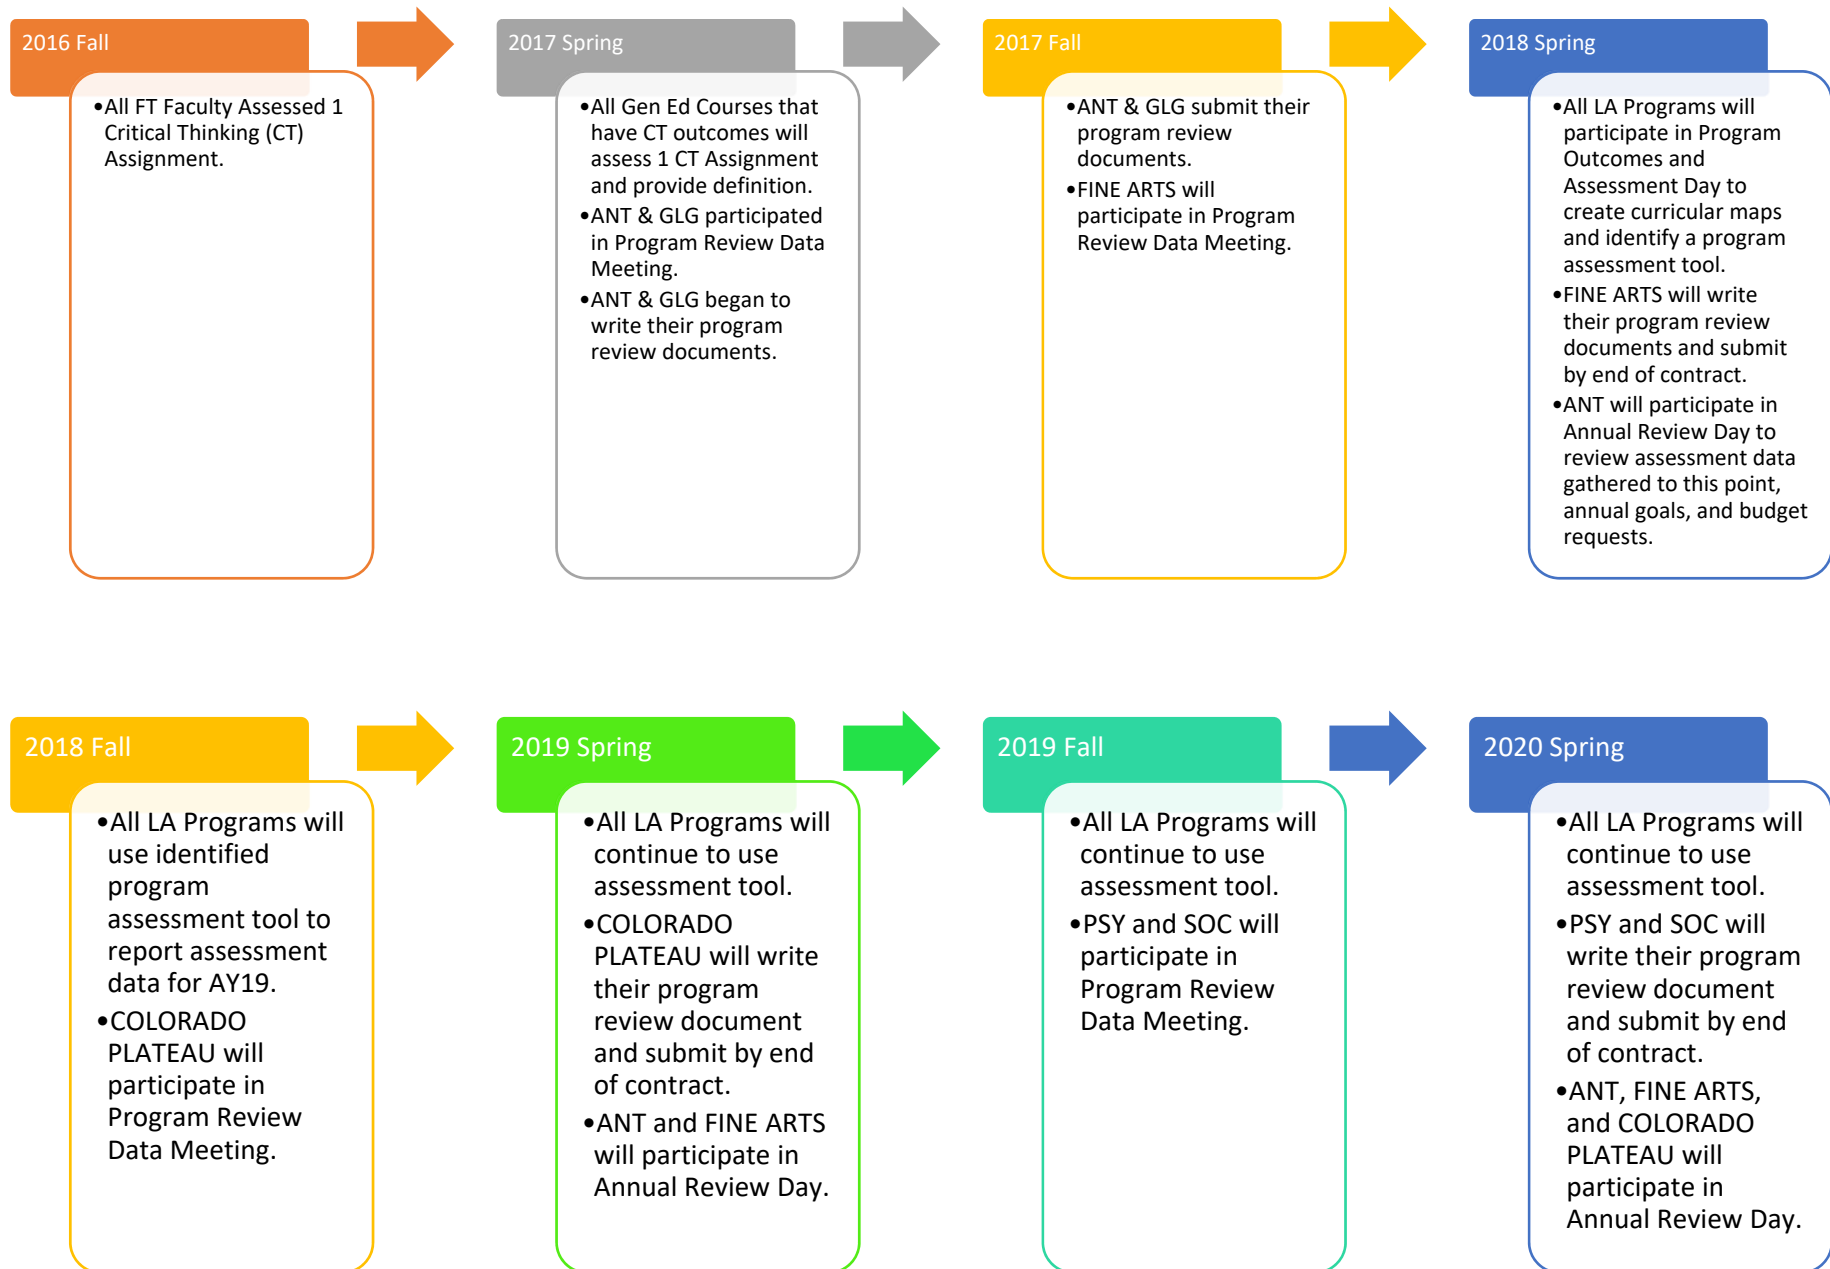 2016 Fall
•All FT Faculty Assessed 1
Critical Thinking (CT)
Assignment.
2017 Spring
•All Gen Ed Courses that
have CT outcomes will
assess 1 CT Assignment
and provide definition.
•ANT & GLG participated
in Program Review Data
Meeting.
•ANT & GLG began to
write their program
review documents.
2017 Fall
•ANT & GLG submit their
program review
documents.
•FINE ARTS will
participate in Program
Review Data Meeting.
2018 Spring
•All LA Programs will
participate in Program
Outcomes and
Assessment Day to
create curricular maps
and identify a program
assessment tool.
•FINE ARTS will write
their program review
documents and submit
by end of contract.
•ANT will participate in
Annual Review Day to
review assessment data
gathered to this point,
annual goals, and budget
requests.
2018 Fall
•All LA Programs will
use identified
program
assessment tool to
report assessment
data for AY19.
•COLORADO
PLATEAU will
participate in
Program Review
Data Meeting.
2019 Spring
•All LA Programs will
continue to use
assessment tool.
•COLORADO
PLATEAU will write
their program
review document
and submit by end
of contract.
•ANT and FINE ARTS
will participate in
Annual Review Day.
2019 Fall
•All LA Programs will
continue to use
assessment tool.
•PSY and SOC will
participate in
Program Review
Data Meeting.
2020 Spring
•All LA Programs will
continue to use
assessment tool.
•PSY and SOC will
write their program
review document
and submit by end
of contract.
•ANT, FINE ARTS,
and COLORADO
PLATEAU will
participate in
Annual Review Day.